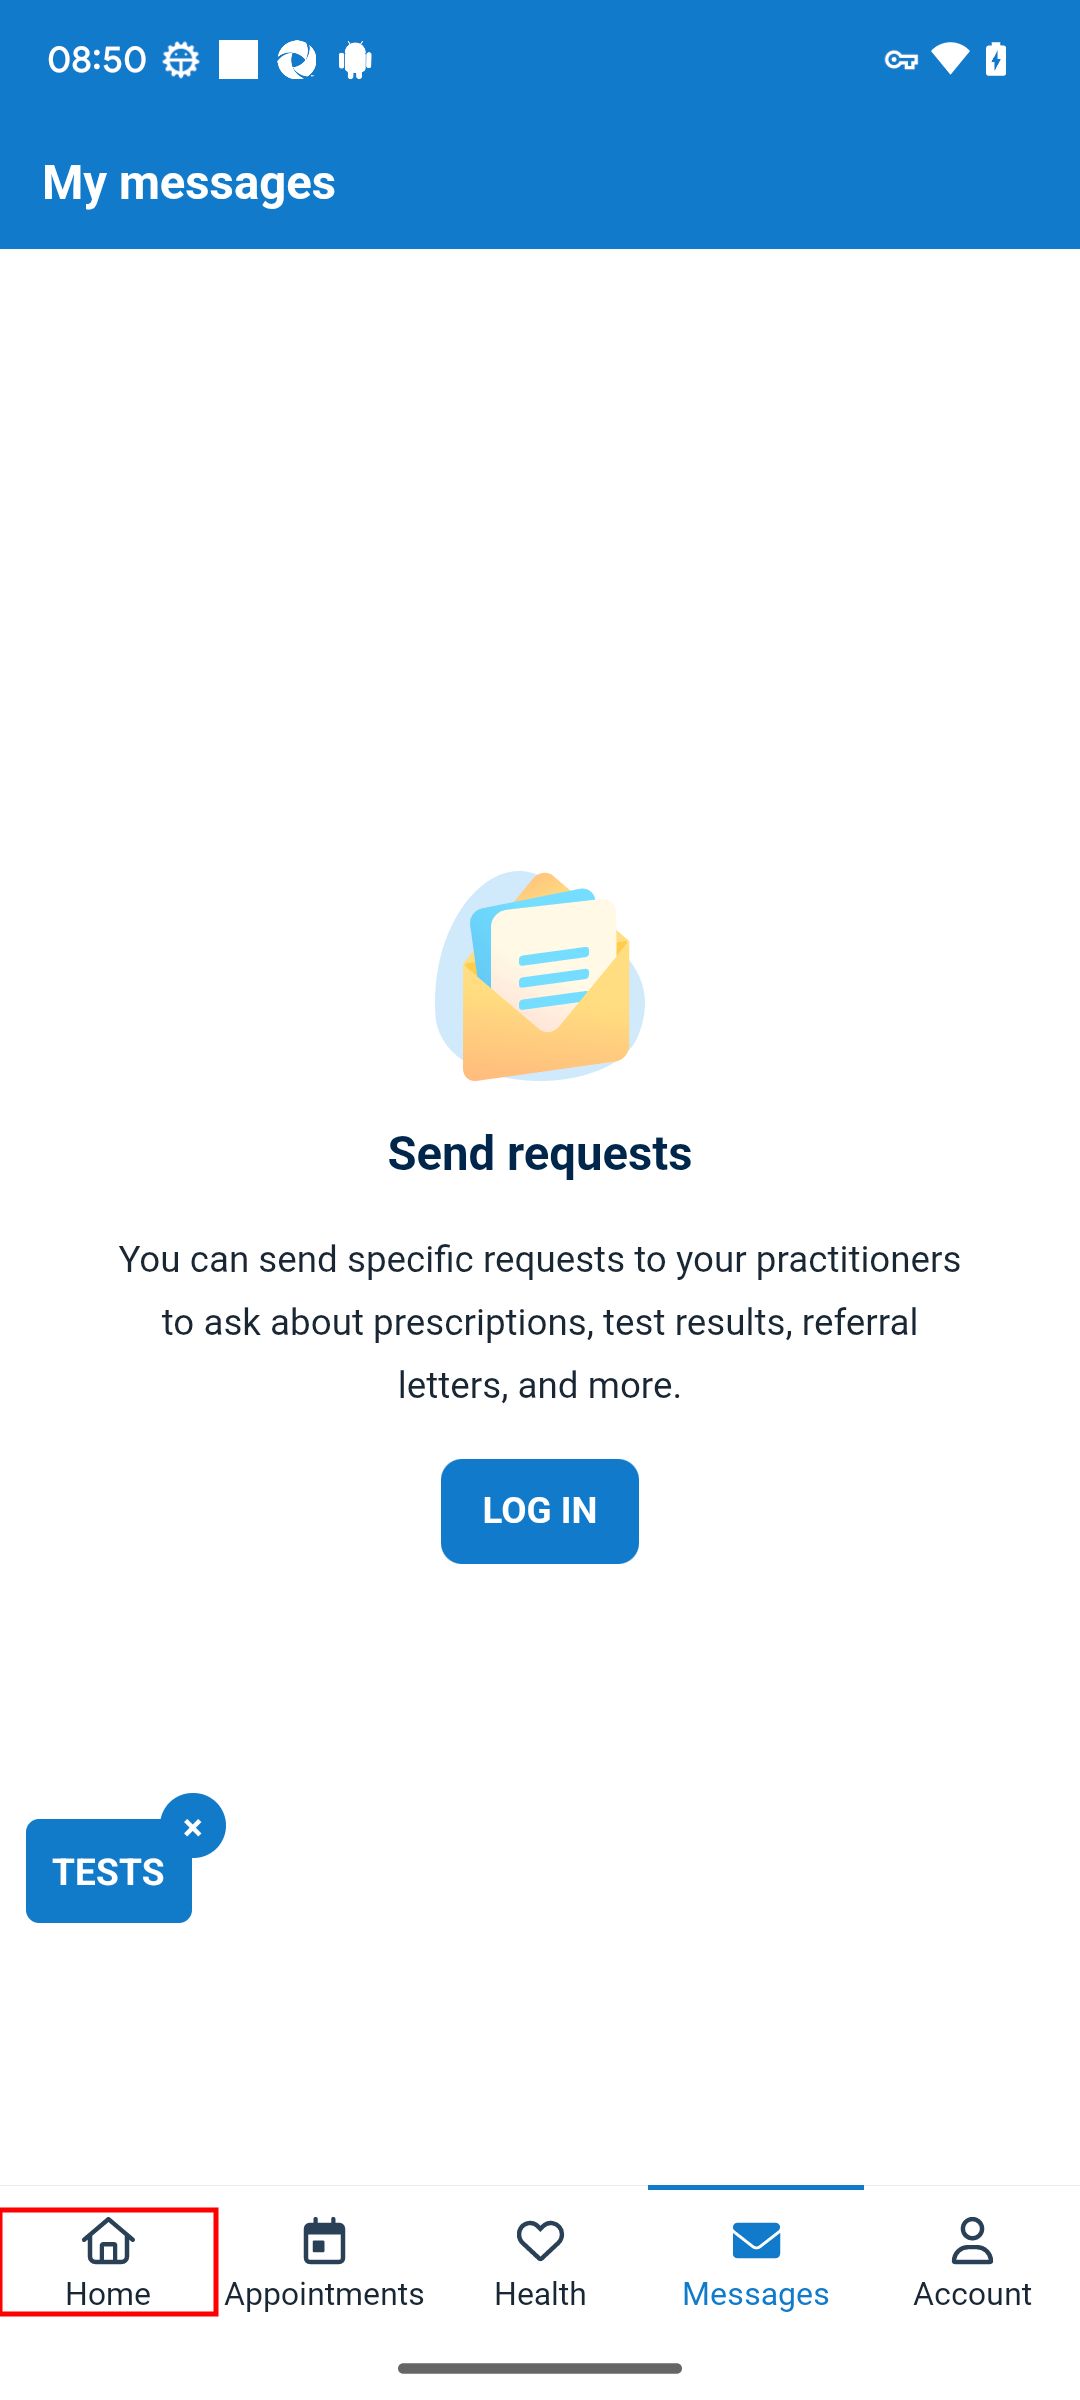 08:50
My messages
Send requests
You can send specific requests to your practitioners
to ask about prescriptions, test results, referral
letters, and more.
LOG IN
×
TESTS
Home
Appointments
Health
Messages
Account